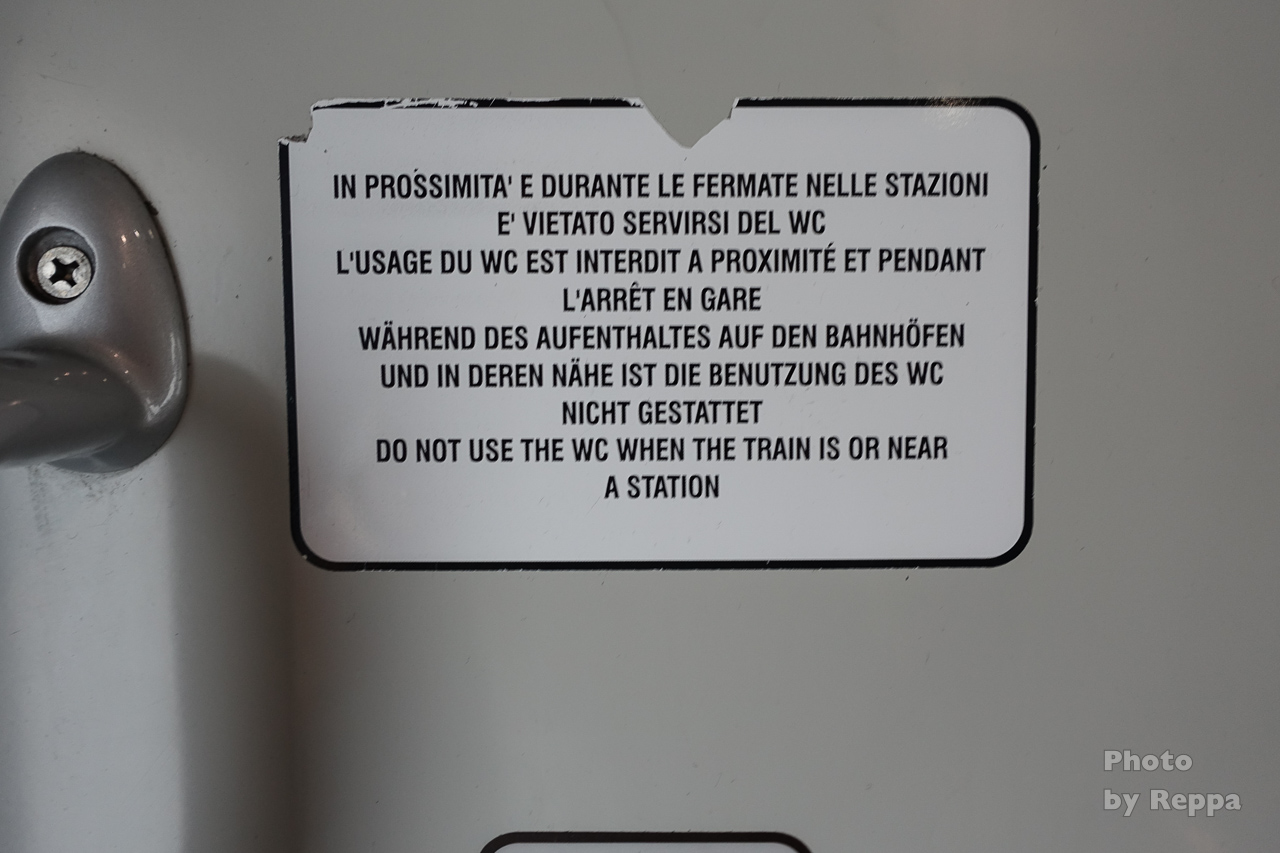 IN PROSSIMITA' E DURANTE LE FERMATE NELLE STAZIONI
E' VIETATO SERVIRSI DEL WC
L'USAGE DU WC EST INTERDIT A PROXIMITÉ ET PENDANT
L'ARRÊT EN GARE
WÄHREND DES AUFENTHALTES AUF DEN BAHNHÖFEN
UND IN DEREN NÄHE IST DIE BENUTZUNG DES WC
NICHT GESTATTET
DO NOT USE THE WC WHEN THE TRAIN IS OR NEAR
A STATION
Photo
by Reppa